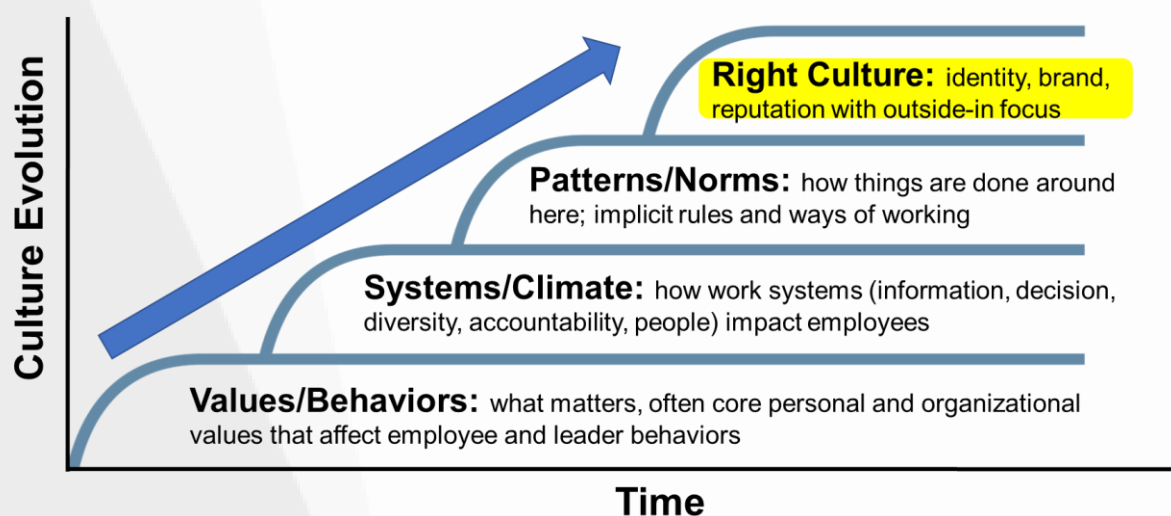 Culture Evolution
Right Culture: identity, brand,
reputation with outside-in focus
Patterns/Norms: how things are done around
here; implicit rules and ways of working
Systems/Climate: how work systems (information, decision,
diversity, accountability, people) impact employees
Values/Behaviors: what matters, often core personal and organizational
values that affect employee and leader behaviors
Time